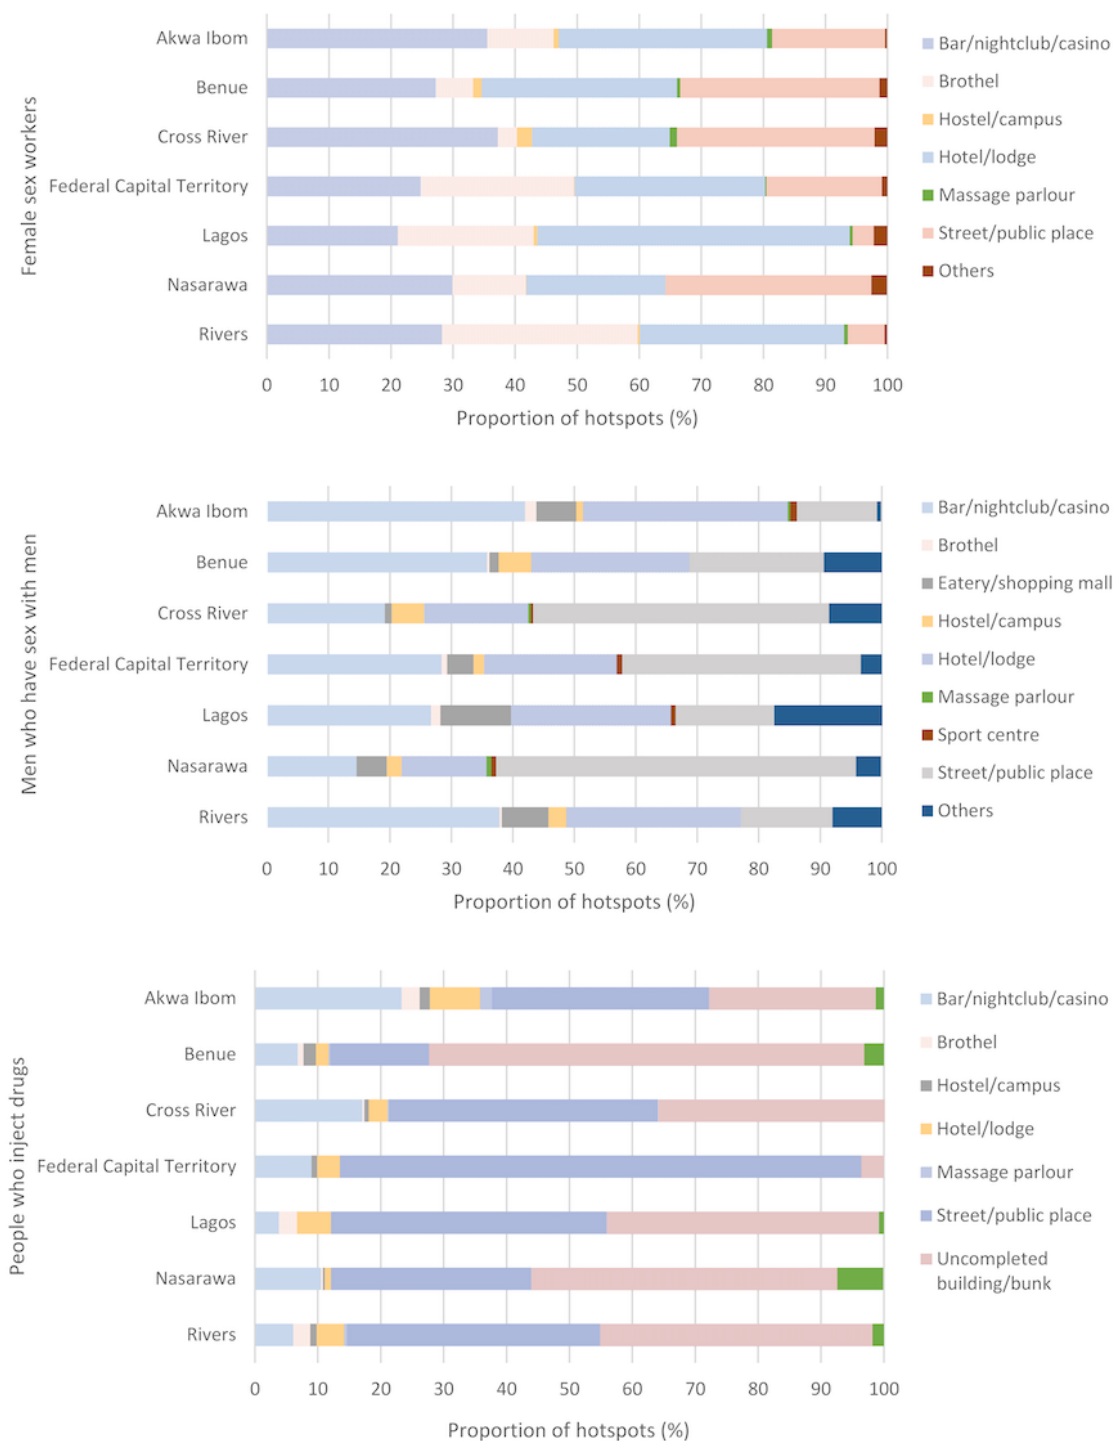 Female sex workers
Akwa Ibom
Benue
Cross River
Federal Capital Territory
Lagos
Nasarawa
Rivers
0 10 20 30 40 50 60 70 80 90 100
Proportion of hotspots (%)
Bar/nightclub/casino
Brothel
Hostel/campus
Hotel/lodge
Massage parlour
Street/public place
Others
Men who have sex with men
Akwa Ibom
Benue
Cross River
Federal Capital Territory
Lagos
Nasarawa
Rivers
0 10 20 30 40 50 60 70 80 90 100
Proportion of hotspots (%)
Bar/nightclub/casino
Brothel
Eatery/shopping mall
Hostel/campus
Hotel/lodge
Massage parlour
Sport centre
Street/public place
Others
People who inject drugs
Akwa Ibom
Benue
Cross River
Federal Capital Territory
Lagos
Nasarawa
Rivers
0 10 20 30 40 50 60 70 80 90 100
Proportion of hotspots (%)
Bar/nightclub/casino
Brothel
Hostel/campus
Hotel/lodge
Massage parlour
Street/public place
Uncompleted
building/bunk